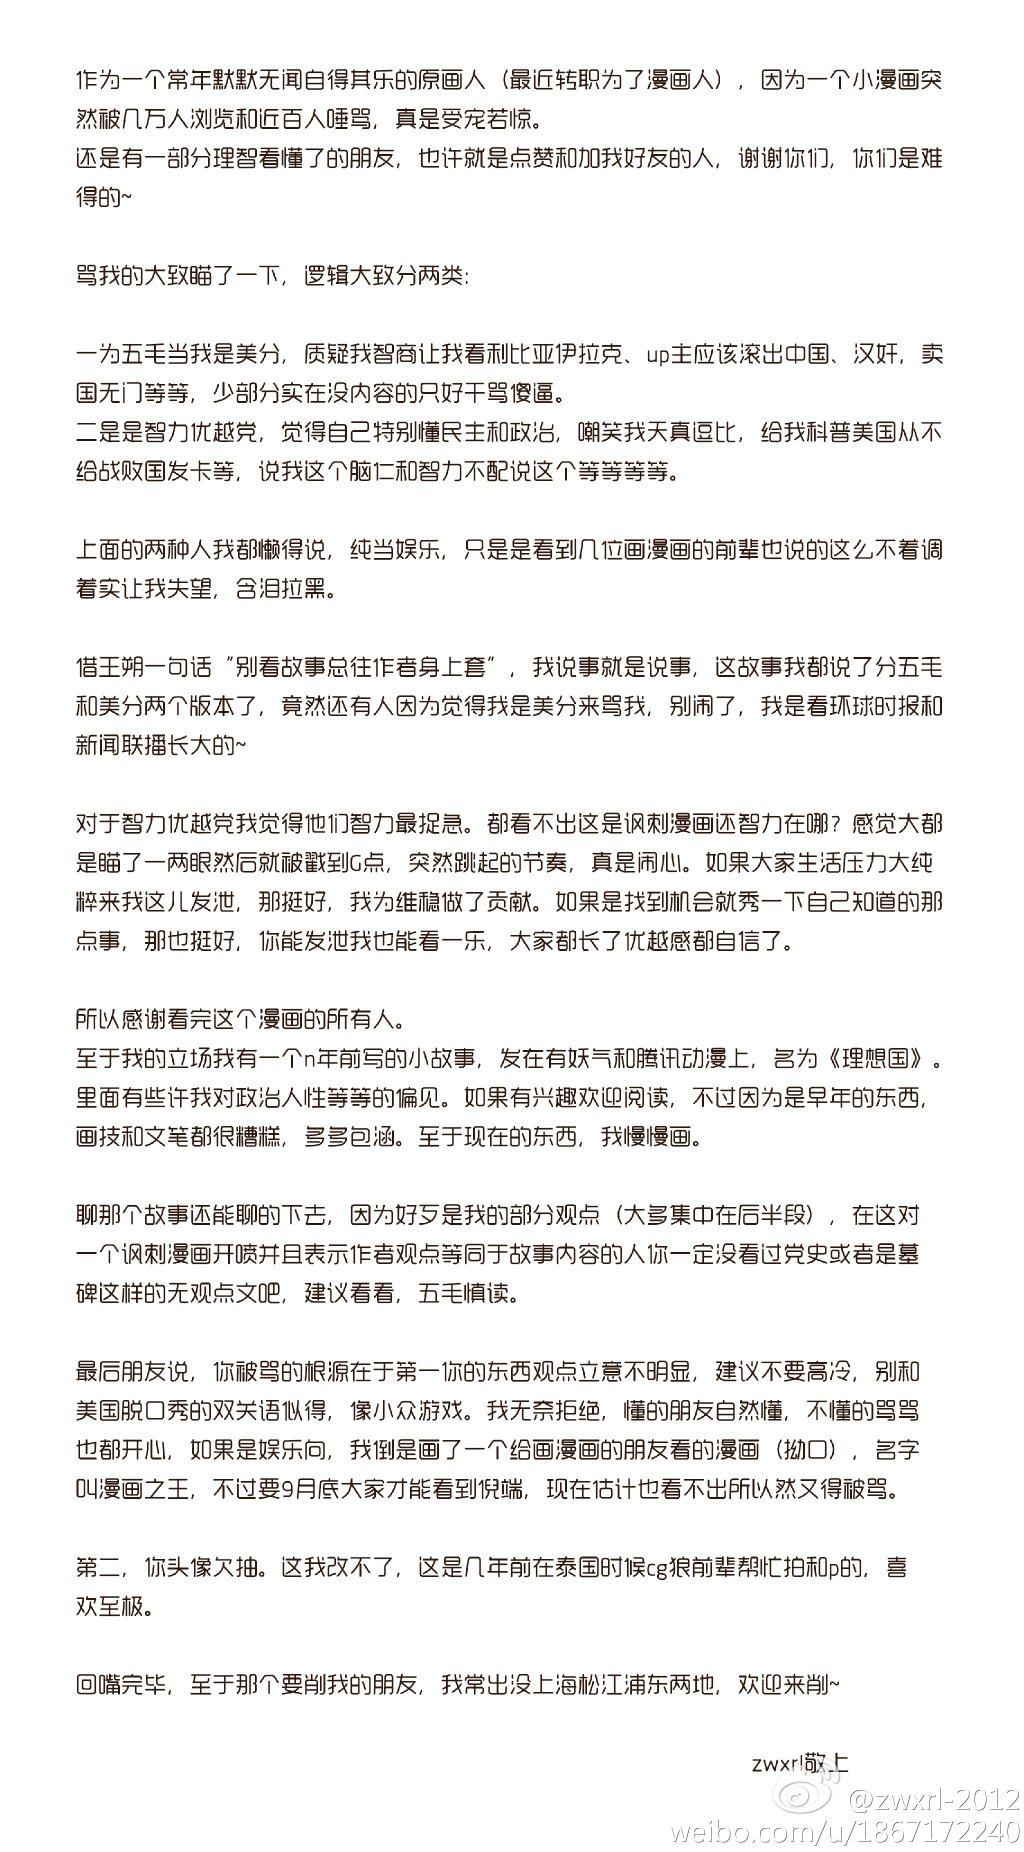 作为一个常年默默无闻自得其乐的原画人（最近转职为了漫画人），因为一个小漫画突
然被几万人浏览和近百人唾骂，真是受宠若惊。
还是有一部分理智看懂了的朋友，也许就是点赞和加我好友的人，谢谢你们，你们是难
得的~
骂我的大致瞄了一下，逻辑大致分两类：
一为五毛当我是美分，质疑我智商让我看利比亚伊拉克、up主应该滚出中国、汉奸，卖
国无门等等，少部分实在没内容的只好干骂傻逼。
二是是智力优越党，觉得自己特别懂民主和政治，嘲笑我天真逗比，给我科普美国从不
给战败国发卡等，说我这个脑仁和智力不配说这个等等等等。
上面的两种人我都懒得说，纯当娱乐，只是是看到几位画漫画的前辈也说的这么不着调
着实让我失望，含泪拉黑。
借王朔一句话“别看故事总往作者身上套”，我说事就是说事，这故事我都说了分五毛
和美分两个版本了，竟然还有人因为觉得我是美分来骂我，别闹了，我是看环球时报和
新闻联播长大的~
对于智力优越党我觉得他们智力最捉急。都看不出这是讽刺漫画还智力在哪？感觉大都
是瞄了一两眼然后就被戳到G点，突然跳起的节奏，真是闹心。如果大家生活压力大纯
粹来我这儿发泄，那挺好，我为维稳做了贡献。如果是找到机会就秀一下自己知道的那
点事，那也挺好，你能发泄我也能看一乐，大家都长了优越感都自信了。
所以感谢看完这个漫画的所有人。
至于我的立场我有一个n年前写的小故事，发在有妖气和腾讯动漫上，名为《理想国》。
里面有些许我对政治人性等等的偏见。如果有兴趣欢迎阅读，不过因为是早年的东西，
画技和文笔都很糟糕，多多包涵。至于现在的东西，我慢慢画。
聊那个故事还能聊的下去，因为好歹是我的部分观点（大多集中在后半段），在这对
一个讽刺漫画开喷并且表示作者观点等同于故事内容的人你一定没看过党史或者是墓
碑这样的无观点文吧，建议看看，五毛慎读。
最后朋友说，你被骂的根源在于第一你的东西观点立意不明显，建议不要高冷，别和
美国脱口秀的双关语似得，像小众游戏。我无奈拒绝，懂的朋友自然懂，不懂的骂骂
也都开心，如果是娱乐向，我倒是画了一个给画漫画的朋友看的漫画（拗口），名字
叫漫画之王，不过要9月底大家才能看到倪端，现在估计也看不出所以然又得被骂。
第二，你头像欠抽。这我改不了，这是几年前在泰国时候cg狼前辈帮忙拍和p的，喜
欢至极。
回嘴完毕，至于那个要削我的朋友，我常出没上海松江浦东两地，欢迎来削~
zwxrl敬上
@zwxrl-2012
weibo.com/u/1867172240